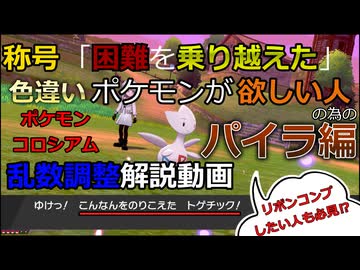 称号「困難を乗り越えた」
色違いポケモンが欲しい人
の為の
ポケモン
コロシアム
パイラ編
乱数調整解説動画
リボンコンプ
したい人も必見!?
ゆけっ! こんなんをのりこえた トゲチック!